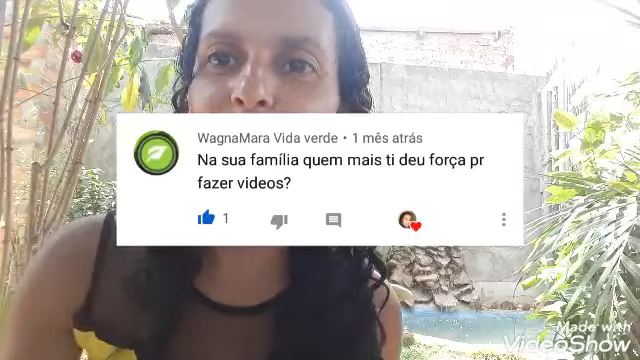 WagnaMara Vida verde • 1 mês atrás
Na sua família quem mais ti deu força pr
fazer videos?
1
Made with
VideoShow